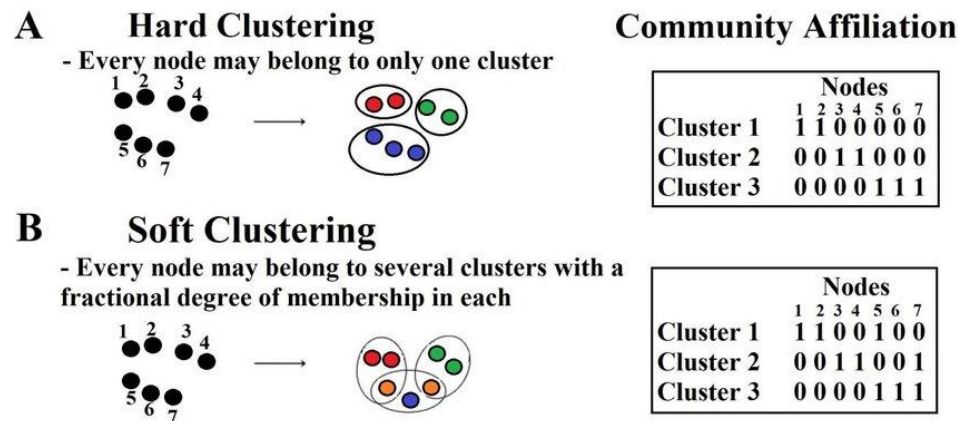 A Hard Clustering
- Every node may belong to only one cluster
1 2 3 4
5 6 7
Community Affiliation
Nodes
1 2 3 4 5 6 7
Cluster 1 1 1 0 0 0 0 0
Cluster 2 0 0 1 1 0 0 0
Cluster 3 0 0 0 0 1 1 1
B Soft Clustering
- Every node may belong to several clusters with a
fractional degree of membership in each
1 2 3 4
5 6 7
Nodes
1 2 3 4 5 6 7
Cluster 1 1 1 0 0 1 0 0
Cluster 2 0 0 1 1 0 0 1
Cluster 3 0 0 0 0 1 1 1